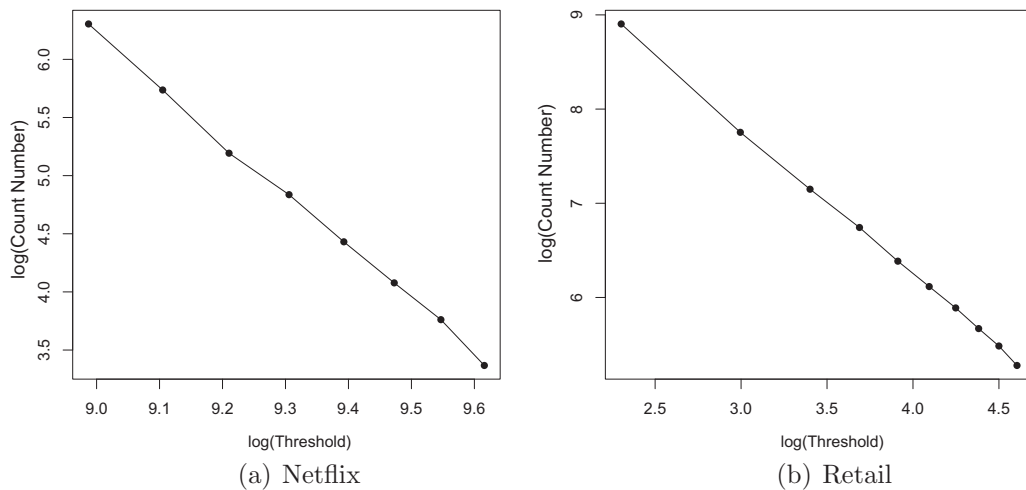 log(Count Number)
6.0
5.5
5.0
4.5
4.0
3.5
9.0 9.1 9.2 9.3 9.4 9.5 9.6
log(Threshold)
(a) Netflix
log(Count Number)
9
8
7
6
2.5 3.0 3.5 4.0 4.5
log(Threshold)
(b) Retail